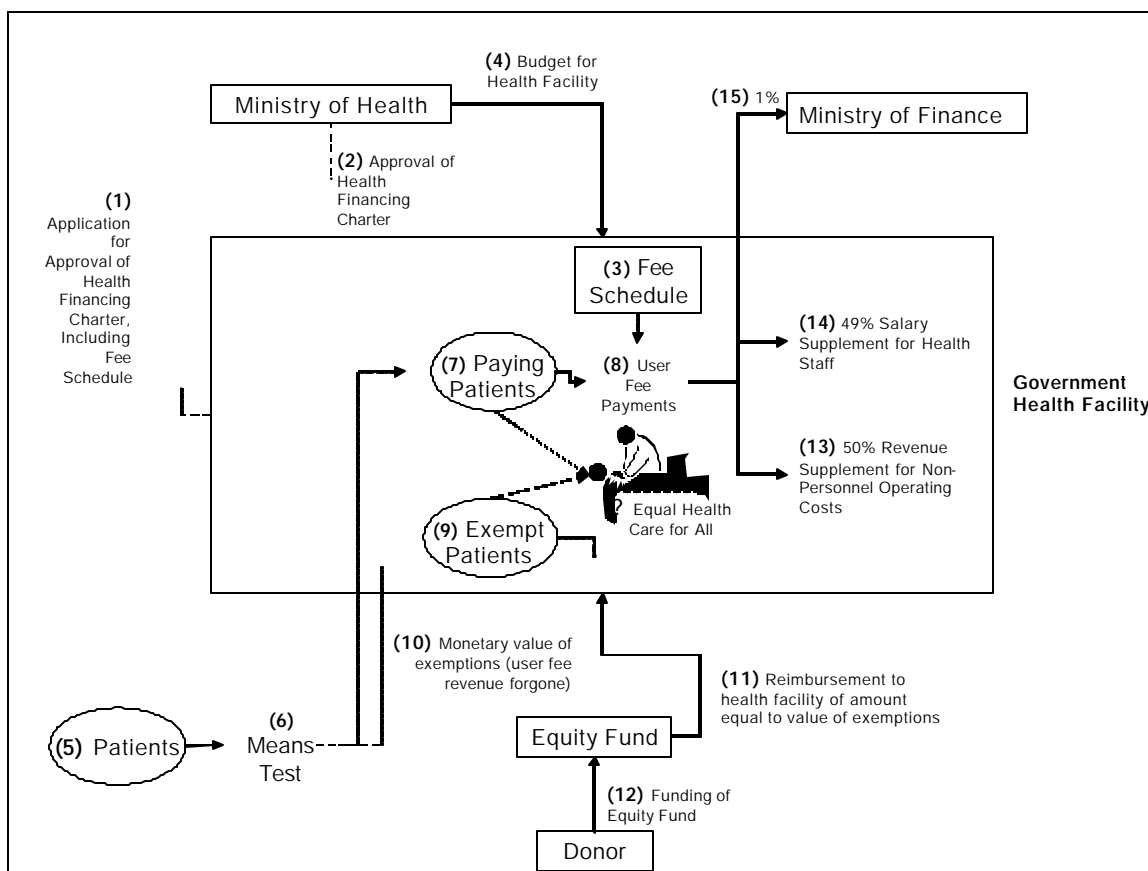 (4) Budget for
Health Facility
Ministry of Health
(15) 1%
Ministry of Finance
(2) Approval of
Health
Financing
Charter
(1)
Application
for
Approval of
Health
Financing
Charter,
Including
Fee
Schedule
(3) Fee
Schedule
(14) 49% Salary
Supplement for Health
Staff
(7) Paying
Patients
(8) User
Fee
Payments
Government
Health Facility
(13) 50% Revenue
Supplement for Non-
Personnel Operating
Costs
? Equal Health
Care for All
(9) Exempt
Patients
(10) Monetary value of
exemptions (user fee
revenue forgone)
(11) Reimbursement to
health facility of amount
equal to value of exemptions
(5) Patients
(6)
Means
Test
Equity Fund
(12) Funding of
Equity Fund
Donor